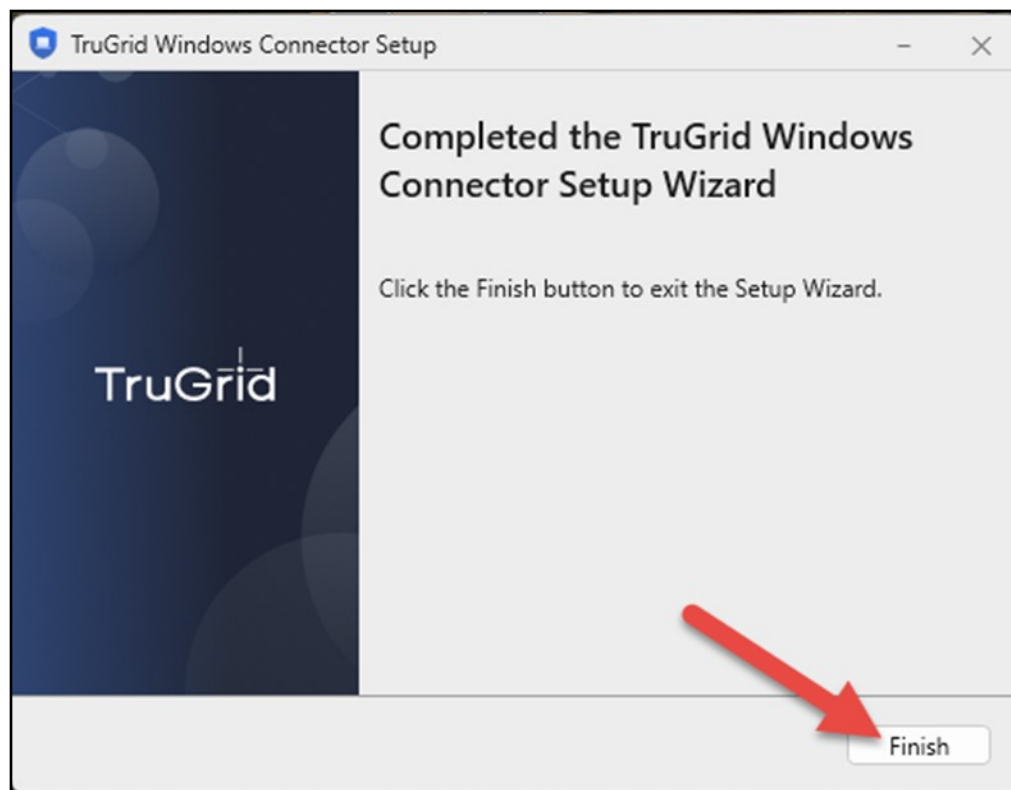 TruGrid Windows Connector Setup
Completed the TruGrid Windows
Connector Setup Wizard
Click the Finish button to exit the Setup Wizard.
TruGrid
Finish